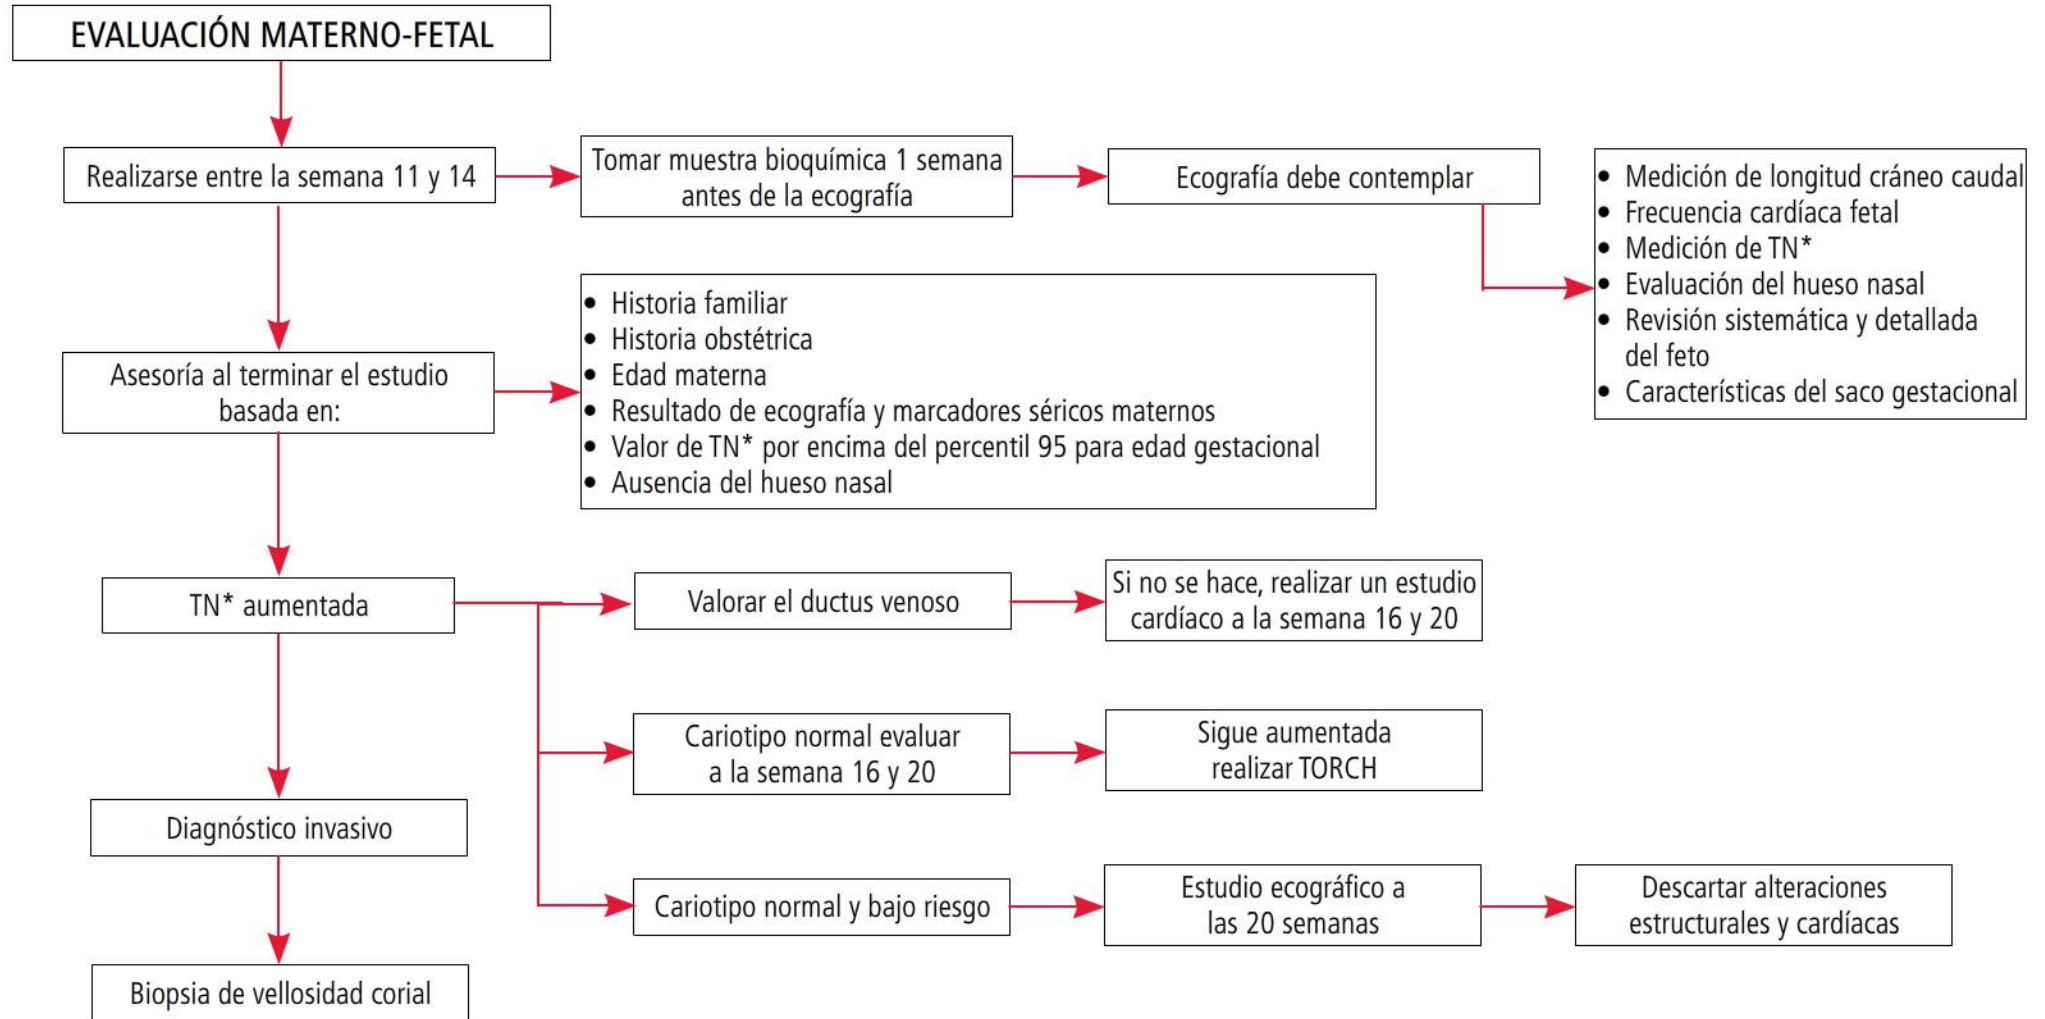 EVALUACIÓN MATERNO-FETAL
Realizarse entre la semana 11 y 14
Tomar muestra bioquímica 1 semana
antes de la ecografía
Ecografía debe contemplar
• Medición de longitud cráneo caudal
• Frecuencia cardíaca fetal
• Medición de TN*
• Evaluación del hueso nasal
• Revisión sistemática y detallada
del feto
• Características del saco gestacional
Asesoría al terminar el estudio
basada en:
• Historia familiar
• Historia obstétrica
• Edad materna
• Resultado de ecografía y marcadores séricos maternos
• Valor de TN* por encima del percentil 95 para edad gestacional
• Ausencia del hueso nasal
TN* aumentada
Valorar el ductus venoso
Si no se hace, realizar un estudio
cardíaco a la semana 16 y 20
Cariotipo normal evaluar
a la semana 16 y 20
Sigue aumentada
realizar TORCH
Cariotipo normal y bajo riesgo
Estudio ecográfico a
las 20 semanas
Descartar alteraciones
estructurales y cardíacas
Diagnóstico invasivo
Biopsia de vellosidad corial